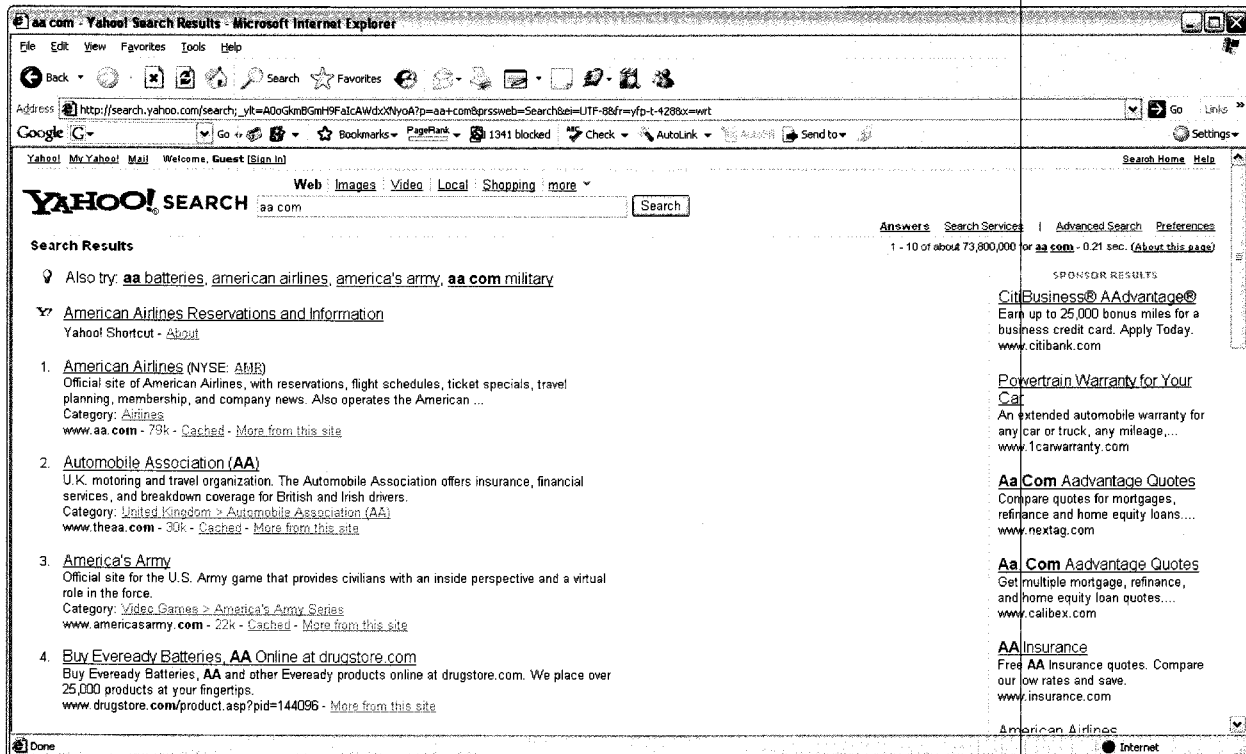 aa com - Yahoo! Search Results - Microsoft Internet Explorer
File Edit View Favorites Tools Help
Back Search Favorites
Address http://search.yahoo.com/search;_ylt=A0oGkmBGmH9FaIcAWdxXNyoA?p=aa+com&prssweb=Search&ei=UTF-8&fr=yfp-t-428&x=wrt Go Links »
Google G Go Bookmarks PageRank 1341 blocked ABC Check AutoLink AutoFill Send to Settings
Yahoo! My Yahoo! Mail Welcome, Guest [Sign In] Search Home Help
Web Images Video Local Shopping more
YAHOO! SEARCH aa com Search
Answers Search Services | Advanced Search Preferences
Search Results 1 - 10 of about 73,800,000 for aa com - 0.21 sec. (About this page)
Also try: aa batteries, american airlines, america's army, aa com military
Y? American Airlines Reservations and Information
Yahoo! Shortcut - About
1. American Airlines (NYSE: AMR)
Official site of American Airlines, with reservations, flight schedules, ticket specials, travel
planning, membership, and company news. Also operates the American ...
Category: Airlines
www.aa.com - 79k - Cached - More from this site
2. Automobile Association (AA)
U.K. motoring and travel organization. The Automobile Association offers insurance, financial
services, and breakdown coverage for British and Irish drivers.
Category: United Kingdom > Automobile Association (AA)
www.theaa.com - 30k - Cached - More from this site
3. America's Army
Official site for the U.S. Army game that provides civilians with an inside perspective and a virtual
role in the force.
Category: Video Games > America's Army Series
www.americasarmy.com - 22k - Cached - More from this site
4. Buy Eveready Batteries, AA Online at drugstore.com
Buy Eveready Batteries, AA and other Eveready products online at drugstore.com. We place over
25,000 products at your fingertips.
www.drugstore.com/product.asp?pid=144096 - More from this site
SPONSOR RESULTS
CitiBusiness® AAdvantage®
Earn up to 25,000 bonus miles for a
business credit card. Apply Today.
www.citibank.com
Powertrain Warranty for Your
Car
An extended automobile warranty for
any car or truck, any mileage,...
www.1carwarranty.com
Aa Com Aadvantage Quotes
Compare quotes for mortgages,
refinance and home equity loans....
www.nextag.com
Aa Com Aadvantage Quotes
Get multiple mortgage, refinance,
and home equity loan quotes....
www.calibex.com
AA Insurance
Free AA Insurance quotes. Compare
our low rates and save.
www.insurance.com
American Airlines
Done Internet